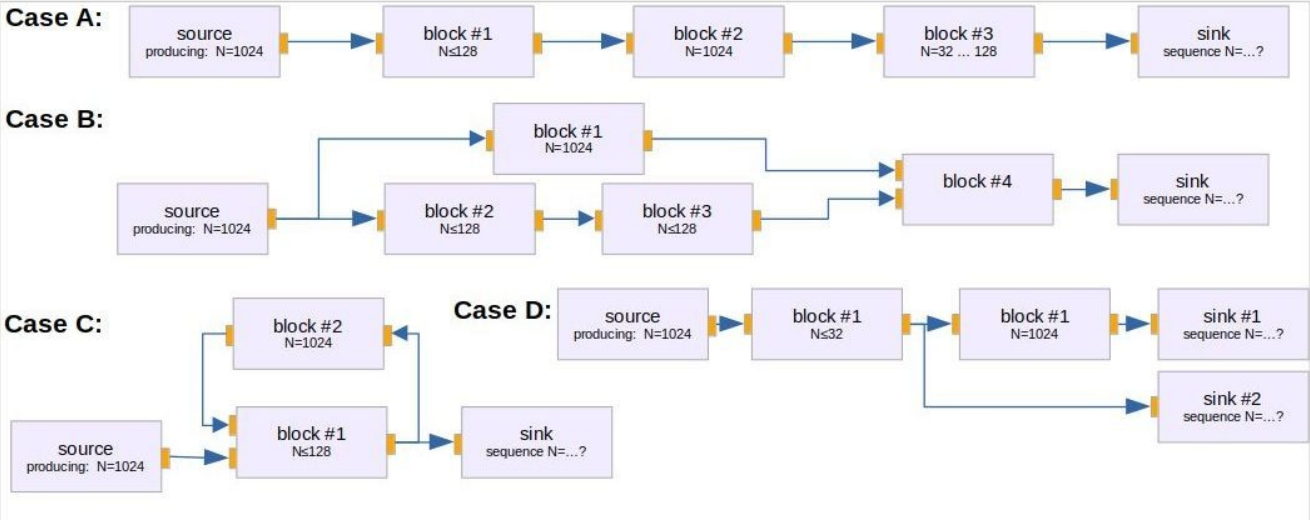 Case A:
source
producing: N=1024
block #1
N≤128
block #2
N=1024
block #3
N=32 ... 128
sink
sequence N=...?
Case B:
block #1
N=1024
source
producing: N=1024
block #2
N≤128
block #3
N≤128
block #4
sink
sequence N=...?
Case C:
block #2
N=1024
source
producing: N=1024
block #1
N≤128
sink
sequence N=...?
Case D:
source
producing: N=1024
block #1
N≤32
block #1
N=1024
sink #1
sequence N=...?
sink #2
sequence N=...?